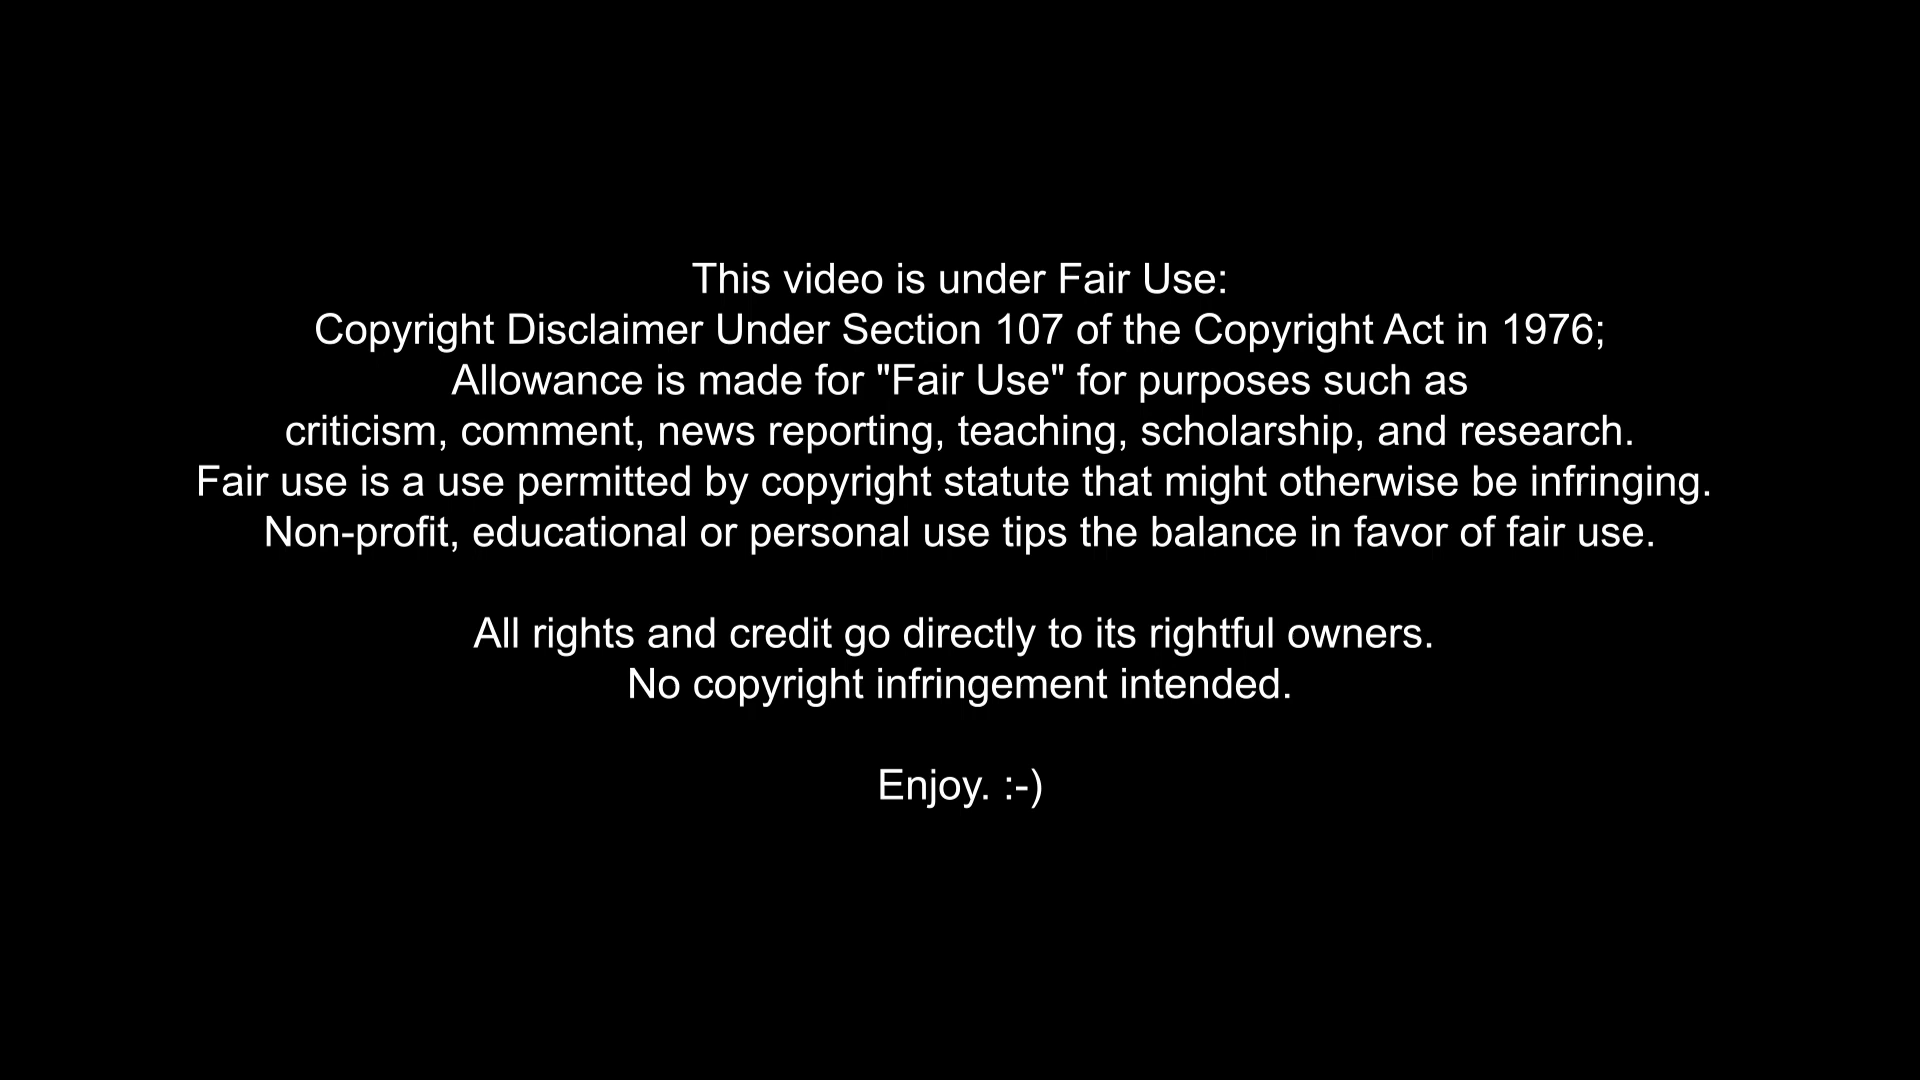 This video is under Fair Use:
Copyright Disclaimer Under Section 107 of the Copyright Act in 1976;
Allowance is made for "Fair Use" for purposes such as
criticism, comment, news reporting, teaching, scholarship, and research.
Fair use is a use permitted by copyright statute that might otherwise be infringing.
Non-profit, educational or personal use tips the balance in favor of fair use.
All rights and credit go directly to its rightful owners.
No copyright infringement intended.
Enjoy. :-)